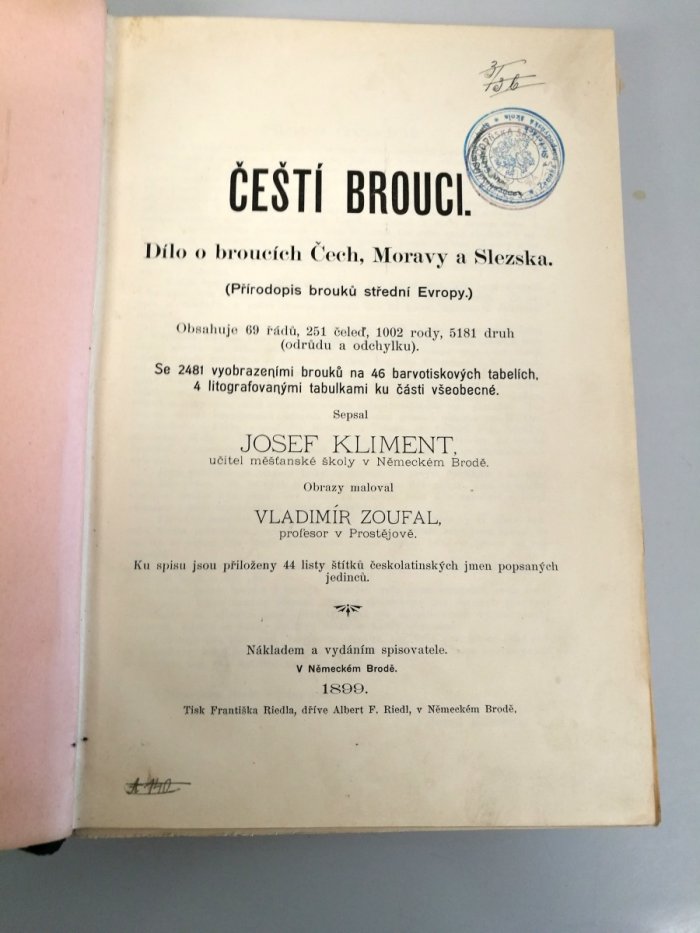 3/26
ČEŠTÍ BROUCI.
Dílo o broucích Čech, Moravy a Slezska.
(Přírodopis brouků střední Evropy.)
Obsahuje 69 řádů, 251 čeleď, 1002 rody, 5181 druh
(odrůdu a odchylku).
Se 2481 vyobrazeními brouků na 46 barvotiskových tabelích,
4 litografovanými tabulkami ku části všeobecné.
Sepsal
JOSEF KLIMENT,
učitel měšťanské školy v Německém Brodě.
Obrazy maloval
VLADIMÍR ZOUFAL,
profesor v Prostějově.
Ku spisu jsou přiloženy 44 listy štítků českolatinských jmen popsaných
jedinců.
Nákladem a vydáním spisovatele.
V Německém Brodě.
1899.
Tisk Františka Riedla, dříve Albert F. Riedl, v Německém Brodě.